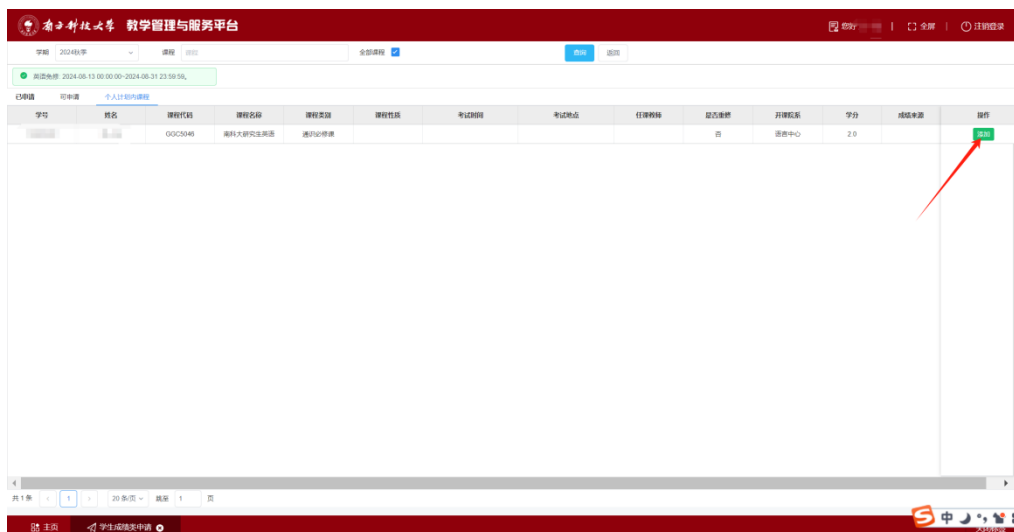 南方科技大学 教学管理与服务平台 您好 全屏 注销登录
学期 2024秋季 课程 全部课程 查询 返回
英语免修 2024-08-13 00:00:00~2024-08-31 23:59:59。
已申请 可申请 个人计划内课程
学号 姓名 课程代码 课程名称 课程类别 课程性质 考试时间 考试地点 任课教师 是否重修 开课院系 学分 成绩来源 操作
GGC5046 南科大研究生英语 通识必修课 否 语言中心 2.0 添加
共 1 条 1 20 条/页 跳至 1 页
主页 学生成绩类申请
中